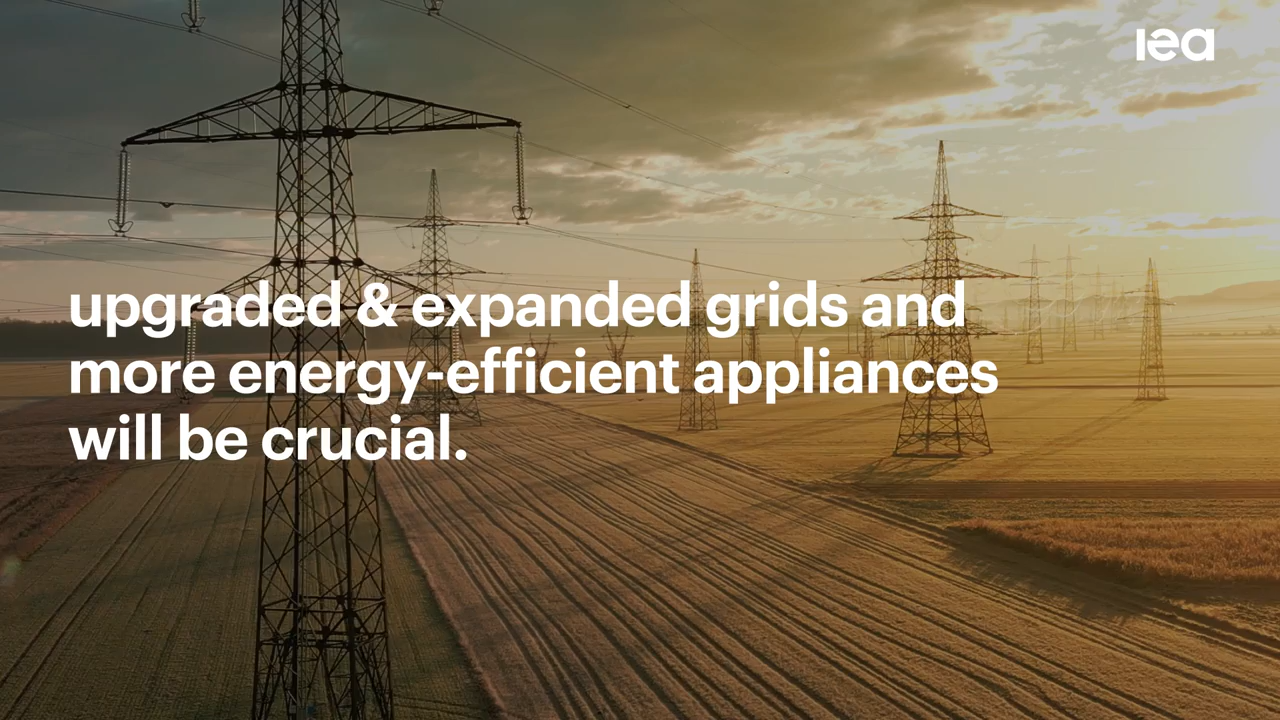 iea
upgraded & expanded grids and
more energy-efficient appliances
will be crucial.